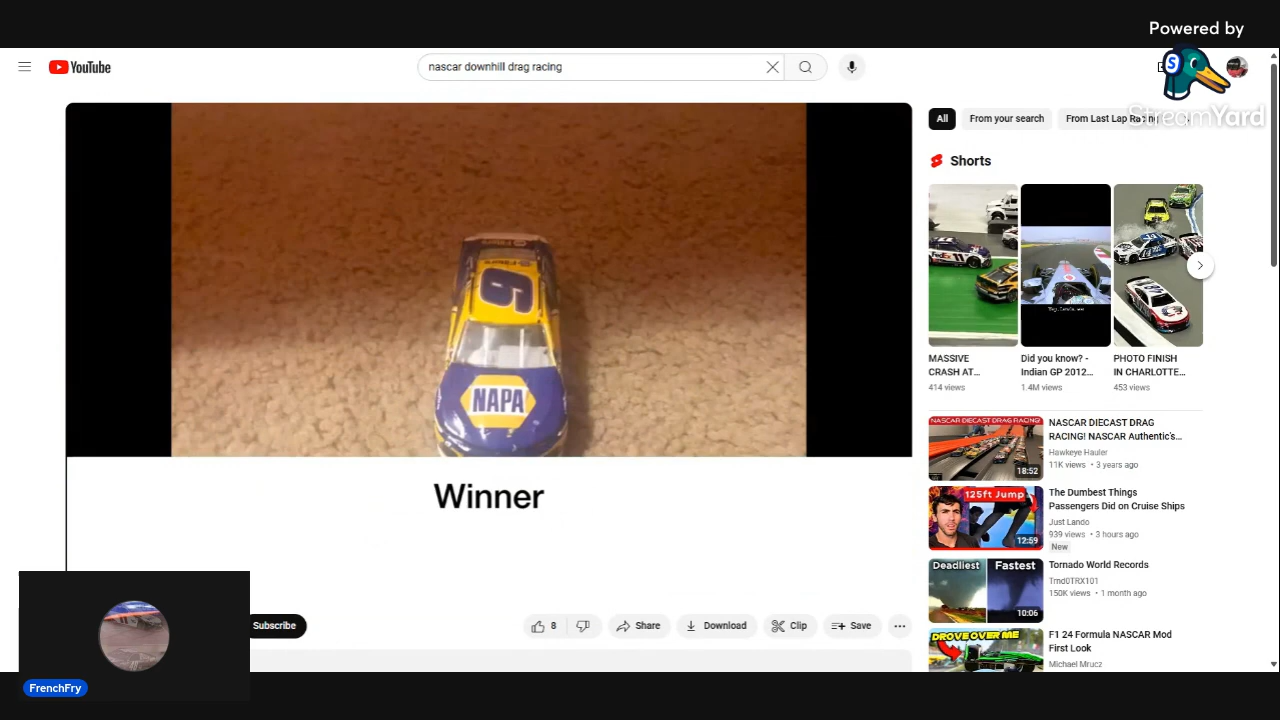 Powered by
StreamYard
YouTube
nascar downhill drag racing
S
9
NAPA
Winner
Subscribe
8
Share
Download
Clip
Save
FrenchFry
All
From your search
From Last Lap Racing
Shorts
MASSIVE
CRASH AT...
414 views
Did you know? -
Indian GP 2012...
1.4M views
PHOTO FINISH
IN CHARLOTTE...
453 views
NASCAR DIECAST DRAG RACING!
18:52
NASCAR DIECAST DRAG
RACING! NASCAR Authentic's...
Hawkeye Hauler
11K views • 3 years ago
125ft Jump
12:59
The Dumbest Things
Passengers Did on Cruise Ships
Just Lando
939 views • 3 hours ago
New
Deadliest Fastest
10:06
Tornado World Records
Trnd0TRX101
150K views • 1 month ago
DROVE OVER ME
F1 24 Formula NASCAR Mod
First Look
Michael Mrucz
FedEx 11